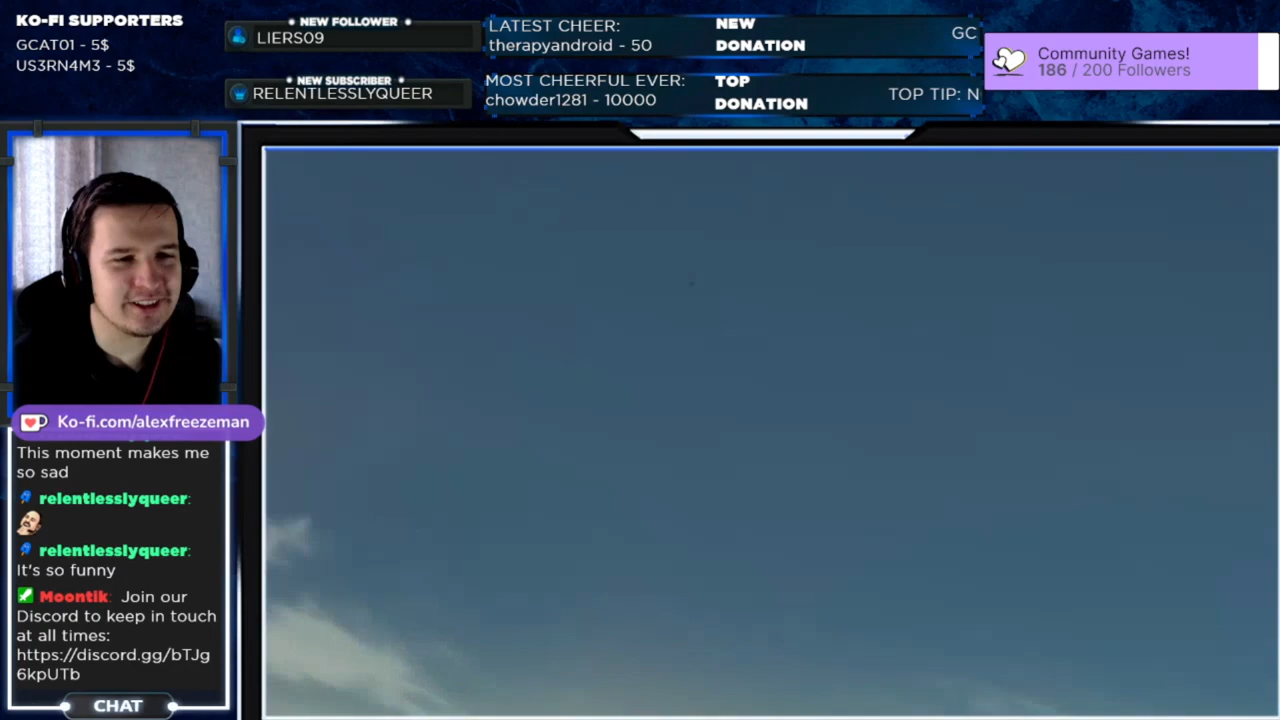 KO-FI SUPPORTERS
GCAT01 - 5$
US3RN4M3 - 5$
NEW FOLLOWER
LIERS09
NEW SUBSCRIBER
RELENTLESSLYQUEER
LATEST CHEER:
therapyandroid - 50
MOST CHEERFUL EVER:
chowder1281 - 10000
NEW
DONATION
GC
TOP
DONATION
TOP TIP: N
Community Games!
186 / 200 Followers
Ko-fi.com/alexfreezeman
This moment makes me
so sad
relentlesslyqueer:
relentlesslyqueer:
It's so funny
Moontik: Join our
Discord to keep in touch
at all times:
https://discord.gg/bTJg
6kpUTb
CHAT